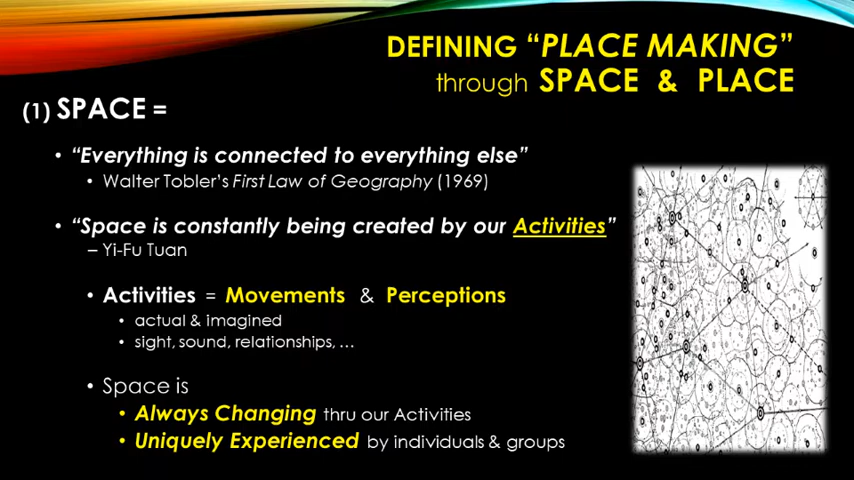 DEFINING “PLACE MAKING”
through SPACE & PLACE
(1) SPACE =
• “Everything is connected to everything else”
• Walter Tobler’s First Law of Geography (1969)
• “Space is constantly being created by our Activities”
– Yi-Fu Tuan
• Activities = Movements & Perceptions
• actual & imagined
• sight, sound, relationships, …
• Space is
• Always Changing thru our Activities
• Uniquely Experienced by individuals & groups